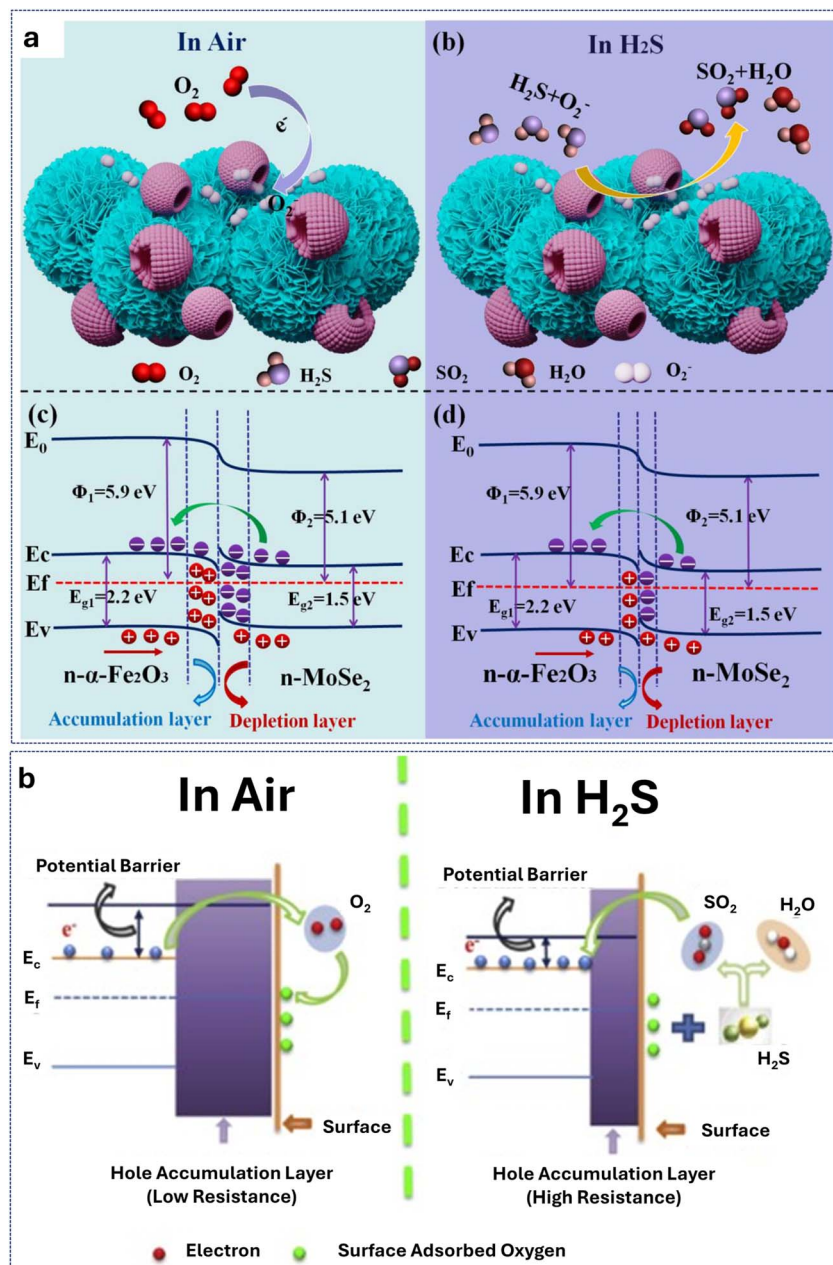 a
In Air
O₂
e⁻
O₂⁻
(b)
In H₂S
H₂S+O₂⁻
SO₂+H₂O
O₂
H₂S
SO₂
H₂O
O₂⁻
(c)
E₀
Φ₁=5.9 eV
Φ₂=5.1 eV
Ec
Ef
Eg1=2.2 eV
Eg2=1.5 eV
Ev
n-α-Fe₂O₃
n-MoSe₂
Accumulation layer
Depletion layer
(d)
E₀
Φ₁=5.9 eV
Φ₂=5.1 eV
Ec
Ef
Eg1=2.2 eV
Eg2=1.5 eV
Ev
n-α-Fe₂O₃
n-MoSe₂
Accumulation layer
Depletion layer
b
In Air
Potential Barrier
O₂
e⁻
Ec
Ef
Ev
Surface
Hole Accumulation Layer
(Low Resistance)
In H₂S
Potential Barrier
SO₂
H₂O
e⁻
Ec
Ef
H₂S
Ev
Surface
Hole Accumulation Layer
(High Resistance)
Electron
Surface Adsorbed Oxygen